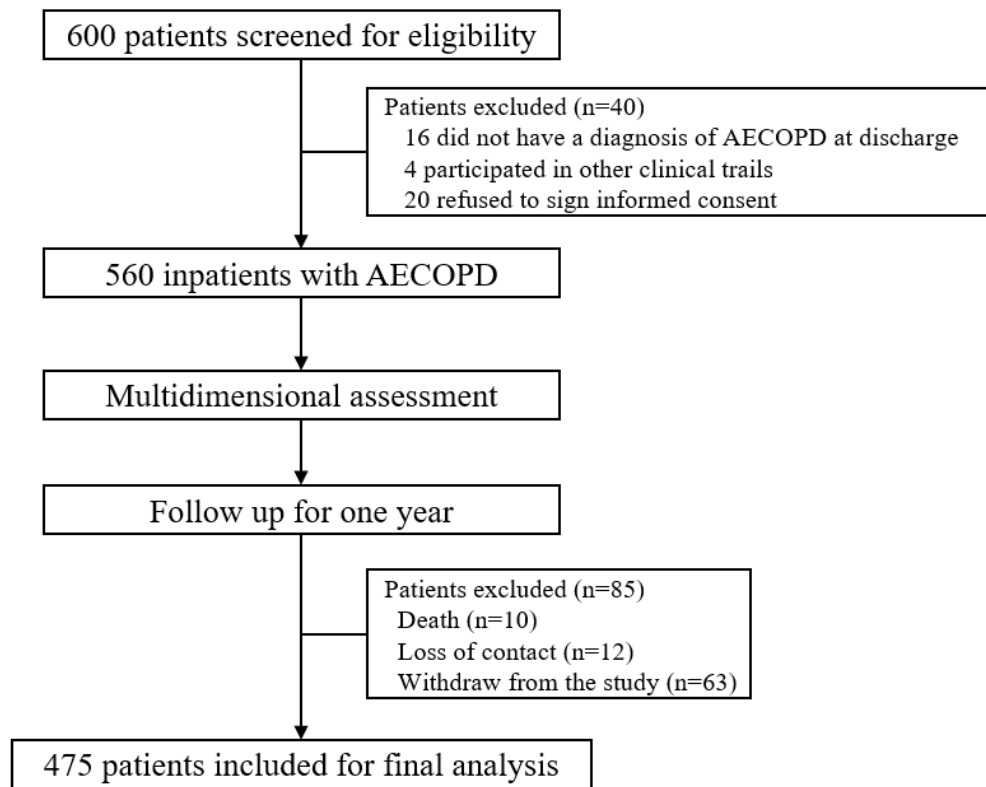 600 patients screened for eligibility
Patients excluded (n=40)
16 did not have a diagnosis of AECOPD at discharge
4 participated in other clinical trails
20 refused to sign informed consent
560 inpatients with AECOPD
Multidimensional assessment
Follow up for one year
Patients excluded (n=85)
Death (n=10)
Loss of contact (n=12)
Withdraw from the study (n=63)
475 patients included for final analysis